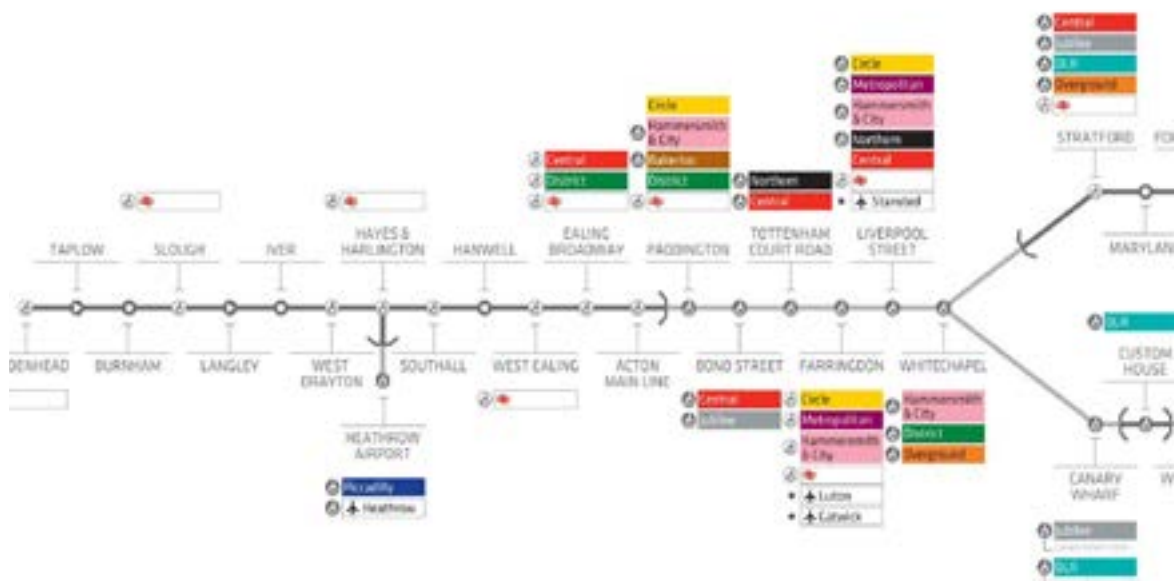 Central
Jubilee
DLR
Overground
STRATFORD
Circle
Metropolitan
Hammersmith
& City
Northern
Central
Stansted
LIVERPOOL
STREET
Northern
Central
TOTTENHAM
COURT ROAD
Circle
Hammersmith
& City
Bakerloo
District
PADDINGTON
Central
District
EALING
BROADWAY
HANWELL
HAYES &
HARLINGTON
IVER
SLOUGH
TAPLOW
MARYLAN
DENHEAD
BURNHAM
LANGLEY
WEST
DRAYTON
SOUTHALL
WEST EALING
ACTON
MAIN LINE
BOND STREET
FARRINGDON
WHITECHAPEL
DLR
CUSTOM
HOUSE
HEATHROW
AIRPORT
Piccadilly
Heathrow
Central
Jubilee
Circle
Metropolitan
Hammersmith
& City
Luton
Gatwick
Hammersmith
& City
District
Overground
CANARY
WHARF
W
Jubilee
DLR